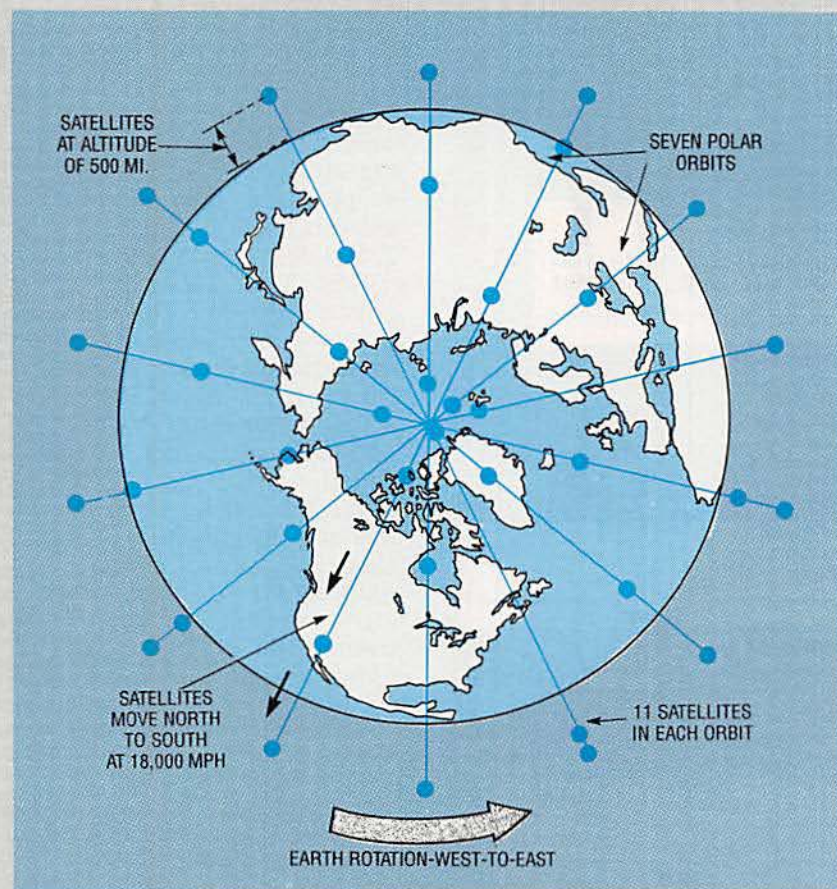 SATELLITES
AT ALTITUDE
OF 500 MI.
SEVEN POLAR
ORBITS
SATELLITES
MOVE NORTH
TO SOUTH
AT 18,000 MPH
11 SATELLITES
IN EACH ORBIT
EARTH ROTATION-WEST-TO-EAST